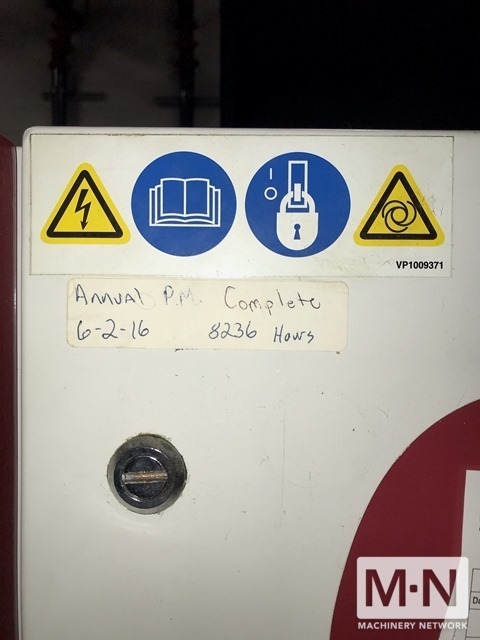 VP1009371
Annual P.M. Complete
6-2-16 8236 Hours
M·N
MACHINERY NETWORK